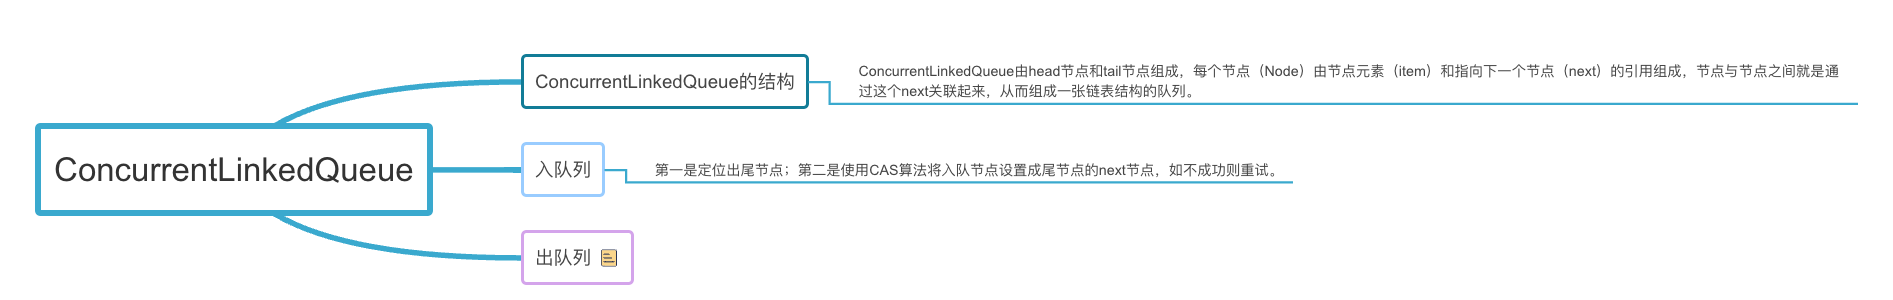 ConcurrentLinkedQueue
ConcurrentLinkedQueue的结构
ConcurrentLinkedQueue由head节点和tail节点组成，每个节点（Node）由节点元素（item）和指向下一个节点（next）的引用组成，节点与节点之间就是通
过这个next关联起来，从而组成一张链表结构的队列。
入队列
第一是定位出尾节点；第二是使用CAS算法将入队节点设置成尾节点的next节点，如不成功则重试。
出队列